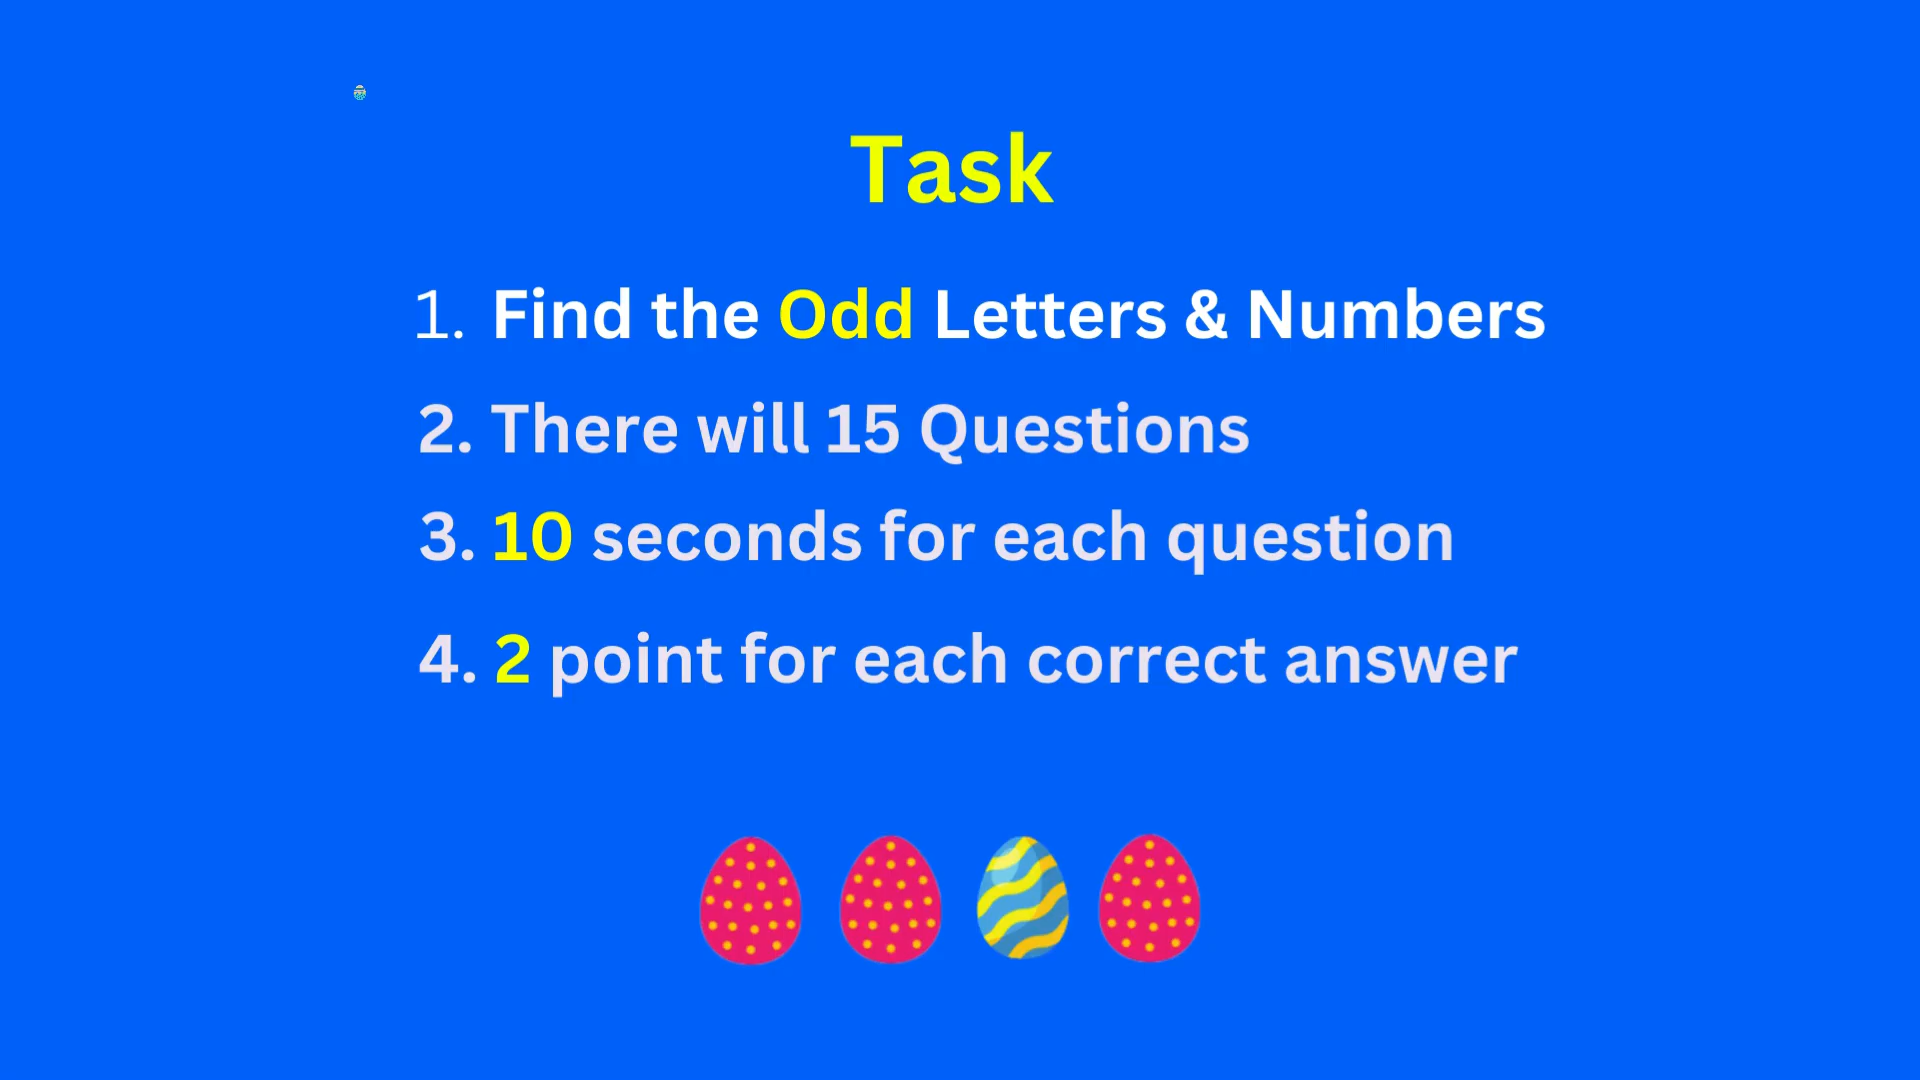 Task
1. Find the Odd Letters & Numbers
2. There will 15 Questions
3. 10 seconds for each question
4. 2 point for each correct answer